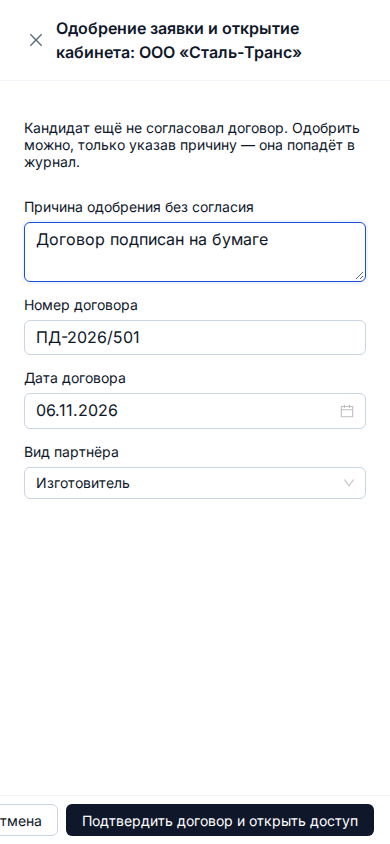 Одобрение заявки и открытие
кабинета: ООО «Сталь-Транс»
Кандидат ещё не согласовал договор. Одобрить
можно, только указав причину — она попадёт в
журнал.
Причина одобрения без согласия
Договор подписан на бумаге
Номер договора
ПД-2026/501
Дата договора
06.11.2026
Вид партнёра
Изготовитель
тмена
Подтвердить договор и открыть доступ